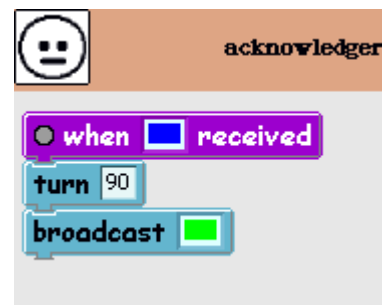 acknowledger
when received
turn 90
broadcast